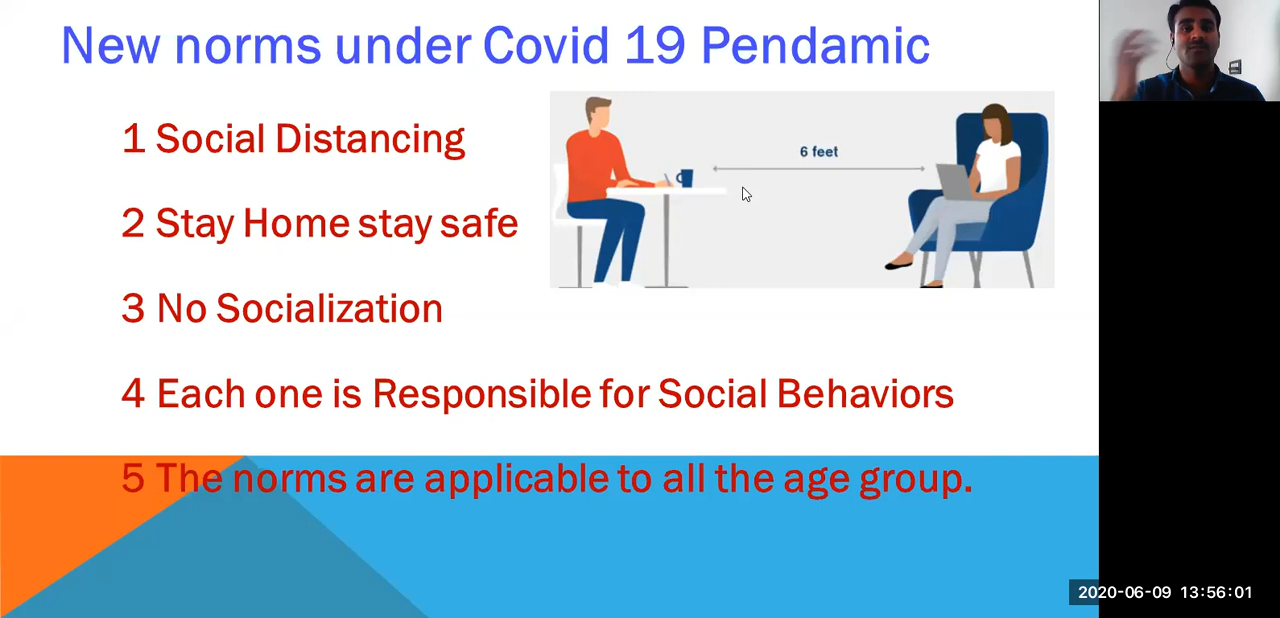 New norms under Covid 19 Pendamic
1 Social Distancing
6 feet
2 Stay Home stay safe
3 No Socialization
4 Each one is Responsible for Social Behaviors
5 The norms are applicable to all the age group.
2020-06-09 13:56:01